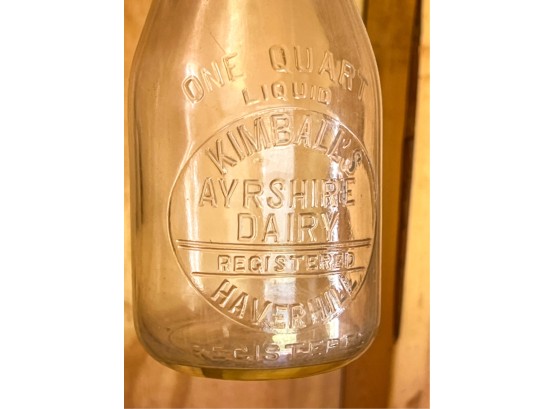 ONE QUART
LIQUID
KIMBALL'S
AYRSHIRE
DAIRY
REGISTERED
HAVERHILL
REGISTERED